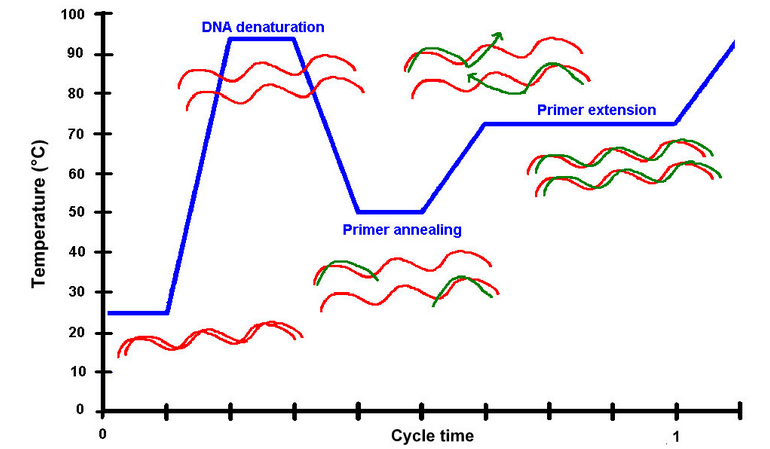 100
DNA denaturation
90
80
Primer extension
70
60
50
Primer annealing
40
30
20
10
0
Temperature (°C)
0
Cycle time
1